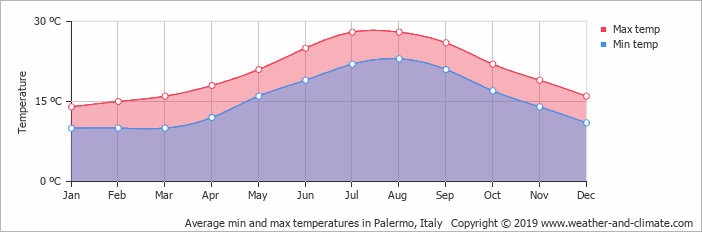 30 ºC
Max temp
Min temp
Temperature
15 ºC
0 ºC
Jan Feb Mar Apr May Jun Jul Aug Sep Oct Nov Dec
Average min and max temperatures in Palermo, Italy Copyright © 2019 www.weather-and-climate.com